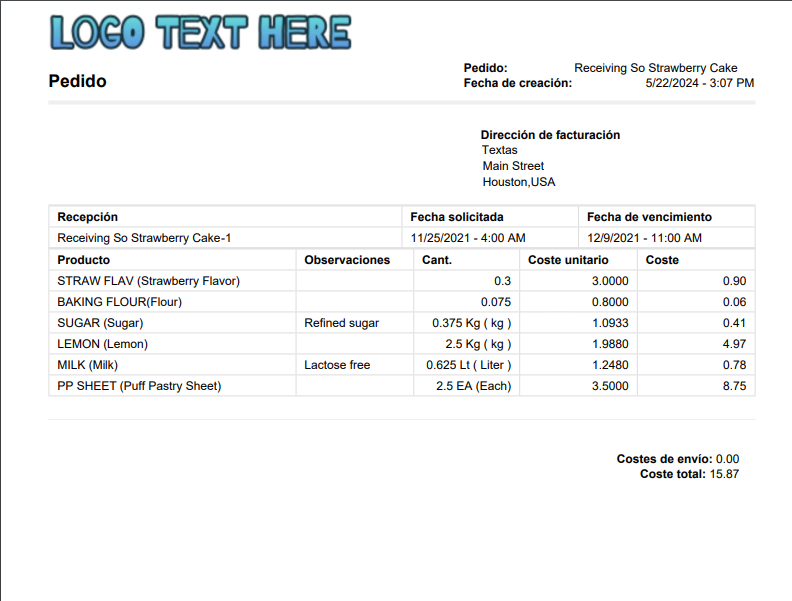 LOGO TEXT HERE
Pedido
Pedido: Receiving So Strawberry Cake
Fecha de creación: 5/22/2024 - 3:07 PM
Dirección de facturación
Textas
Main Street
Houston,USA
Recepción Fecha solicitada Fecha de vencimiento
Receiving So Strawberry Cake-1 11/25/2021 - 4:00 AM 12/9/2021 - 11:00 AM
Producto Observaciones Cant. Coste unitario Coste
STRAW FLAV (Strawberry Flavor) 0.3 3.0000 0.90
BAKING FLOUR(Flour) 0.075 0.8000 0.06
SUGAR (Sugar) Refined sugar 0.375 Kg ( kg ) 1.0933 0.41
LEMON (Lemon) 2.5 Kg ( kg ) 1.9880 4.97
MILK (Milk) Lactose free 0.625 Lt ( Liter ) 1.2480 0.78
PP SHEET (Puff Pastry Sheet) 2.5 EA (Each) 3.5000 8.75
Costes de envío: 0.00
Coste total: 15.87